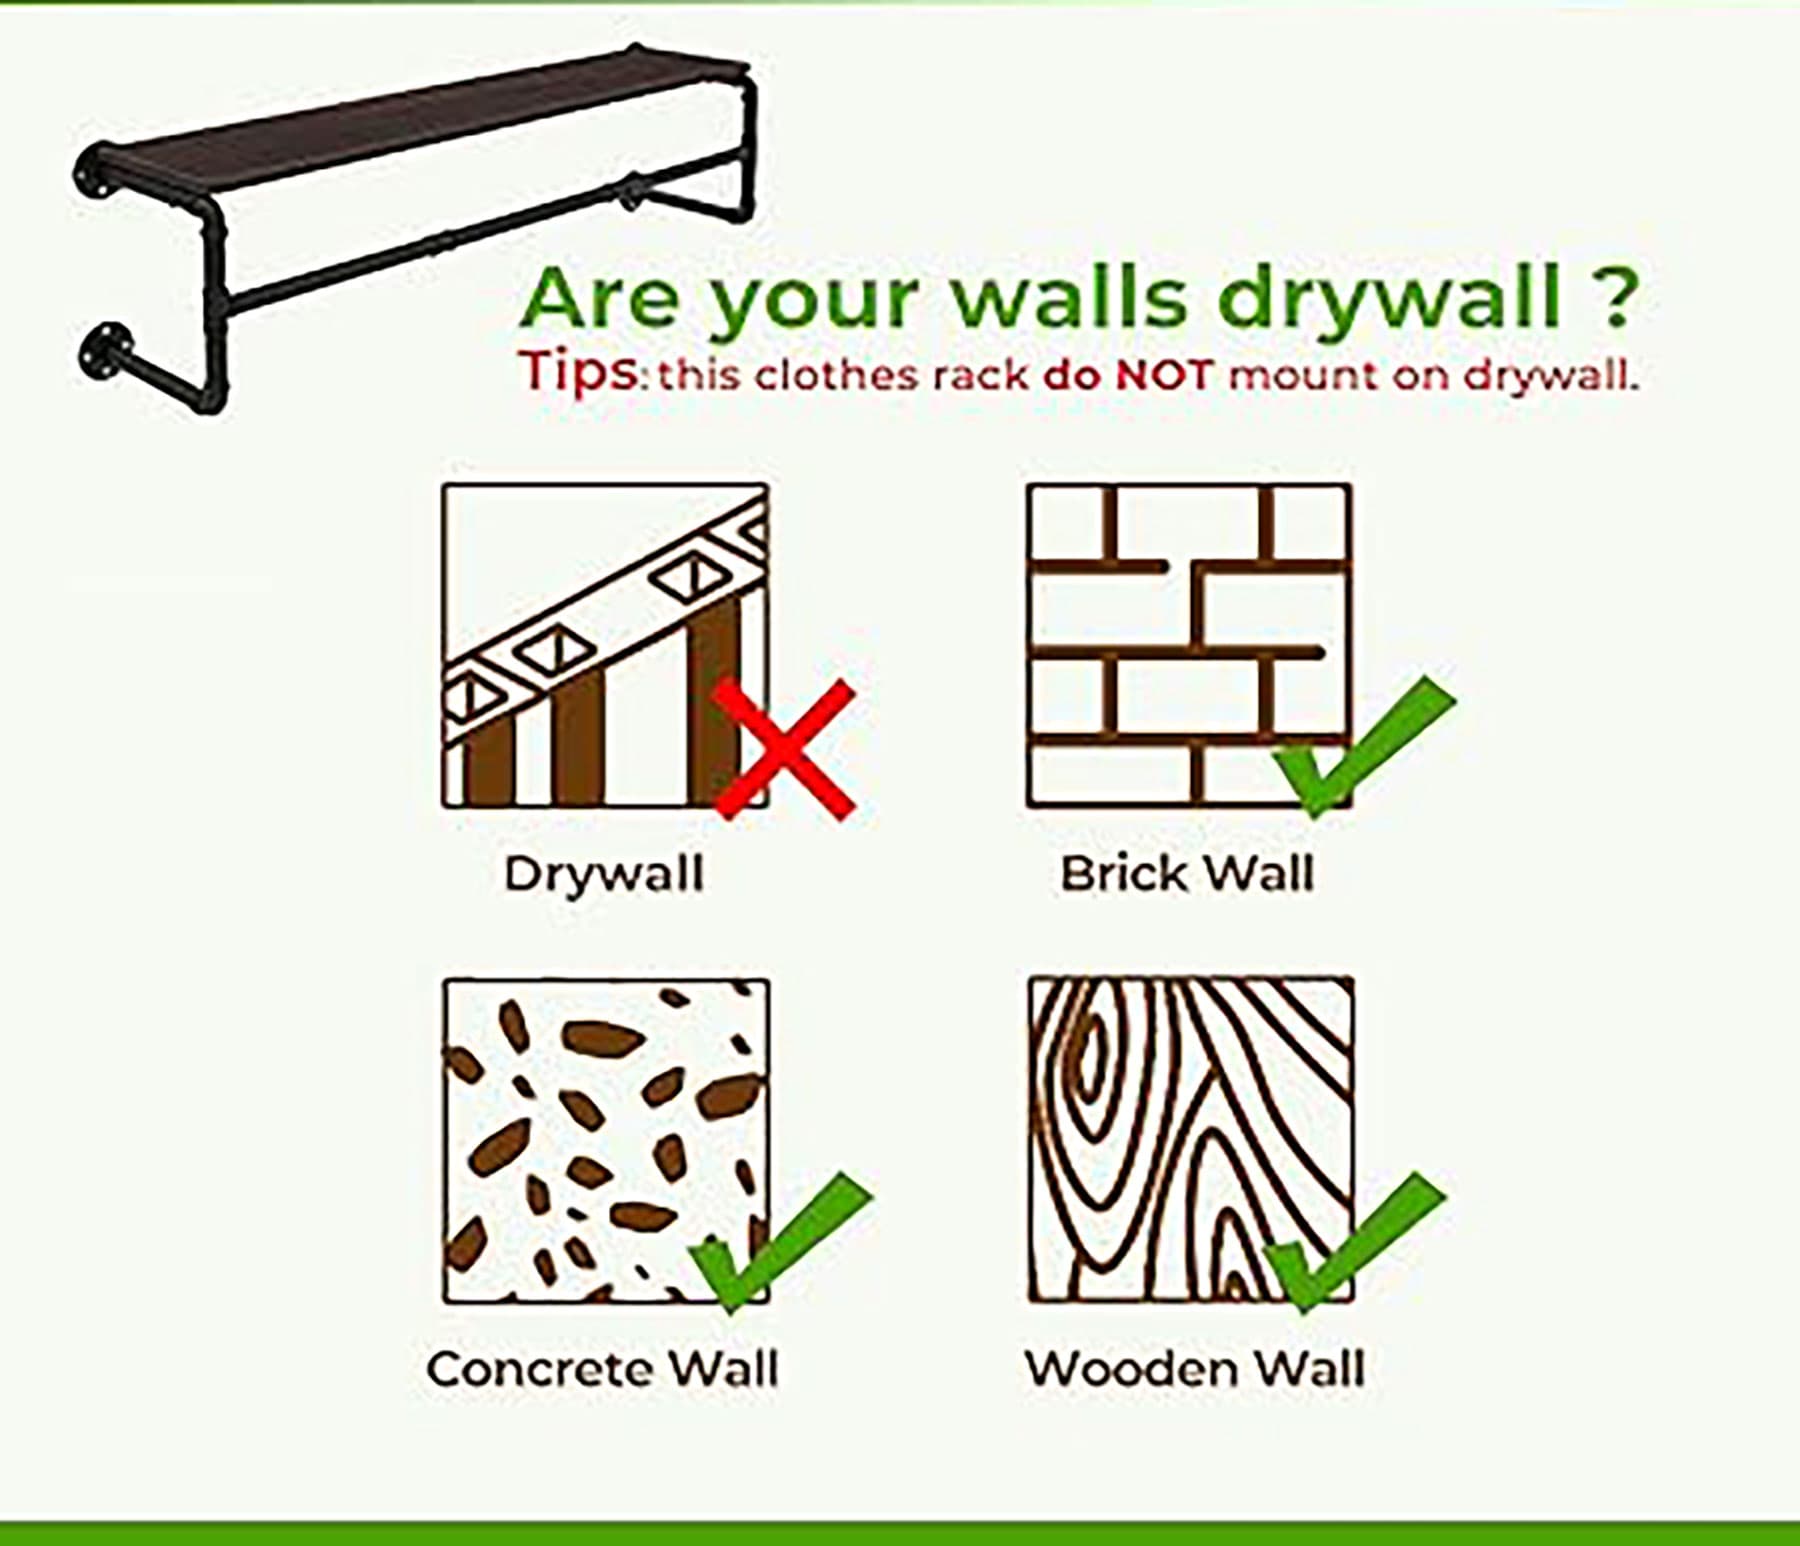 Are your walls drywall ?
Tips: this clothes rack do NOT mount on drywall.
Drywall
Brick Wall
Concrete Wall
Wooden Wall